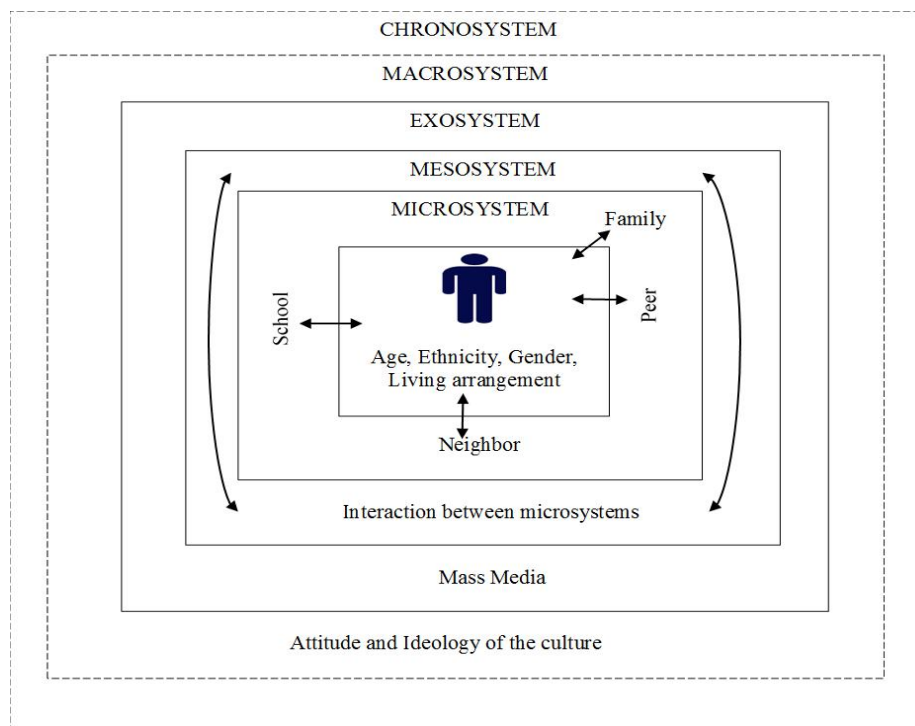 CHRONOSYSTEM
MACROSYSTEM
EXOSYSTEM
MESOSYSTEM
MICROSYSTEM
Family
School
Peer
Age, Ethnicity, Gender,
Living arrangement
Neighbor
Interaction between microsystems
Mass Media
Attitude and Ideology of the culture